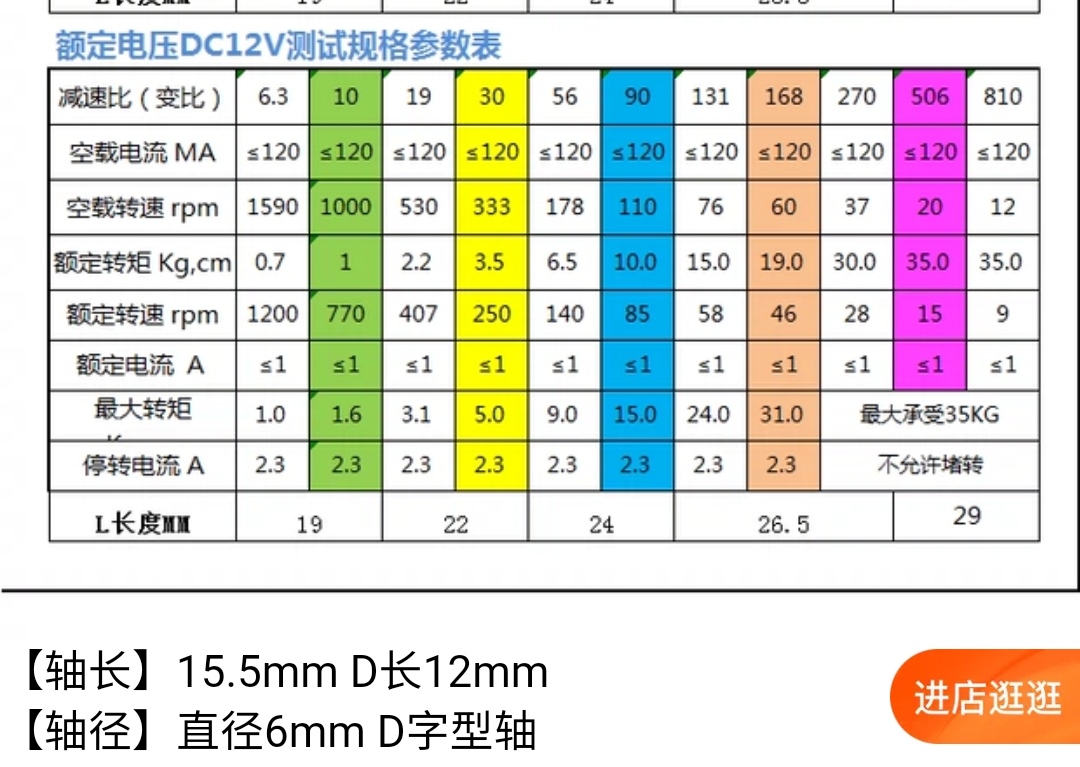 额定电压DC12V测试规格参数表
减速比（变比） 6.3 10 19 30 56 90 131 168 270 506 810
空载电流 MA ≤120 ≤120 ≤120 ≤120 ≤120 ≤120 ≤120 ≤120 ≤120 ≤120 ≤120
空载转速 rpm 1590 1000 530 333 178 110 76 60 37 20 12
额定转矩 Kg,cm 0.7 1 2.2 3.5 6.5 10.0 15.0 19.0 30.0 35.0 35.0
额定转速 rpm 1200 770 407 250 140 85 58 46 28 15 9
额定电流 A ≤1 ≤1 ≤1 ≤1 ≤1 ≤1 ≤1 ≤1 ≤1 ≤1 ≤1
最大转矩 1.0 1.6 3.1 5.0 9.0 15.0 24.0 31.0 最大承受35KG
停转电流 A 2.3 2.3 2.3 2.3 2.3 2.3 2.3 2.3 不允许堵转
L长度MM 19 22 24 26.5 29
【轴长】15.5mm D长12mm
【轴径】直径6mm D字型轴
进店逛逛